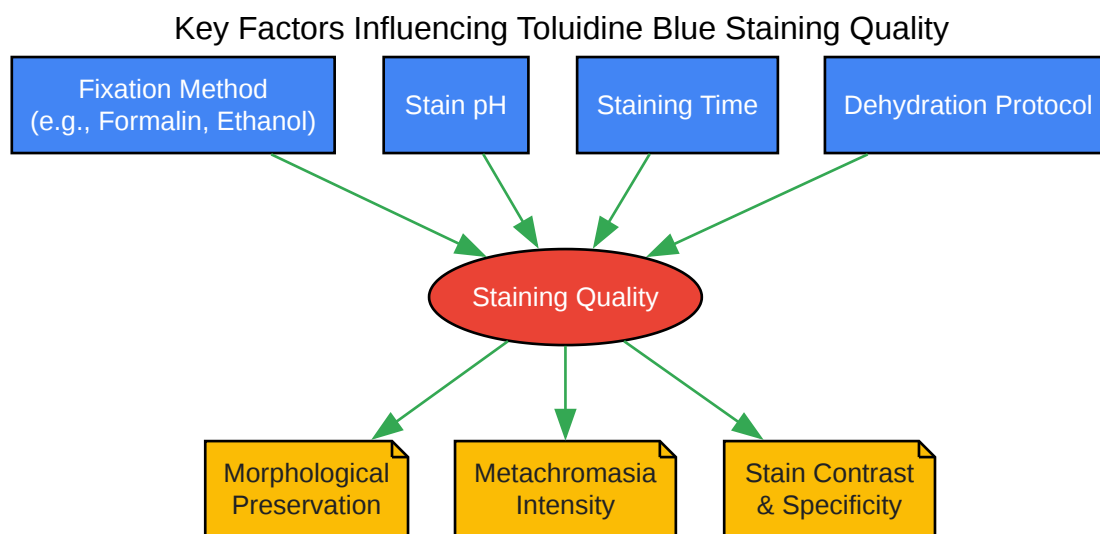 Key Factors Influencing Toluidine Blue Staining Quality
Fixation Method
(e.g., Formalin, Ethanol)
Stain pH
Staining Time
Dehydration Protocol
Staining Quality
Morphological
Preservation
Metachromasia
Intensity
Stain Contrast
& Specificity